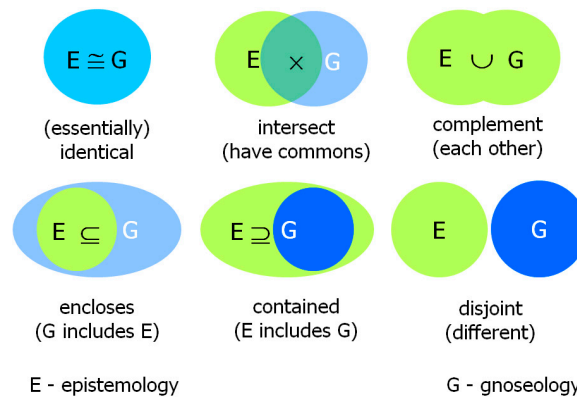 E ≅ G
E × G
E ∪ G
(essentially)
identical
intersect
(have commons)
complement
(each other)
E ⊆ G
E ⊇ G
E G
encloses
(G includes E)
contained
(E includes G)
disjoint
(different)
E - epistemology
G - gnoseology